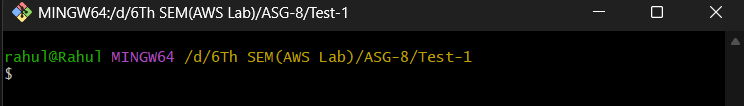 MINGW64:/d/6Th SEM(AWS Lab)/ASG-8/Test-1
rahul@Rahul MINGW64 /d/6Th SEM(AWS Lab)/ASG-8/Test-1
$